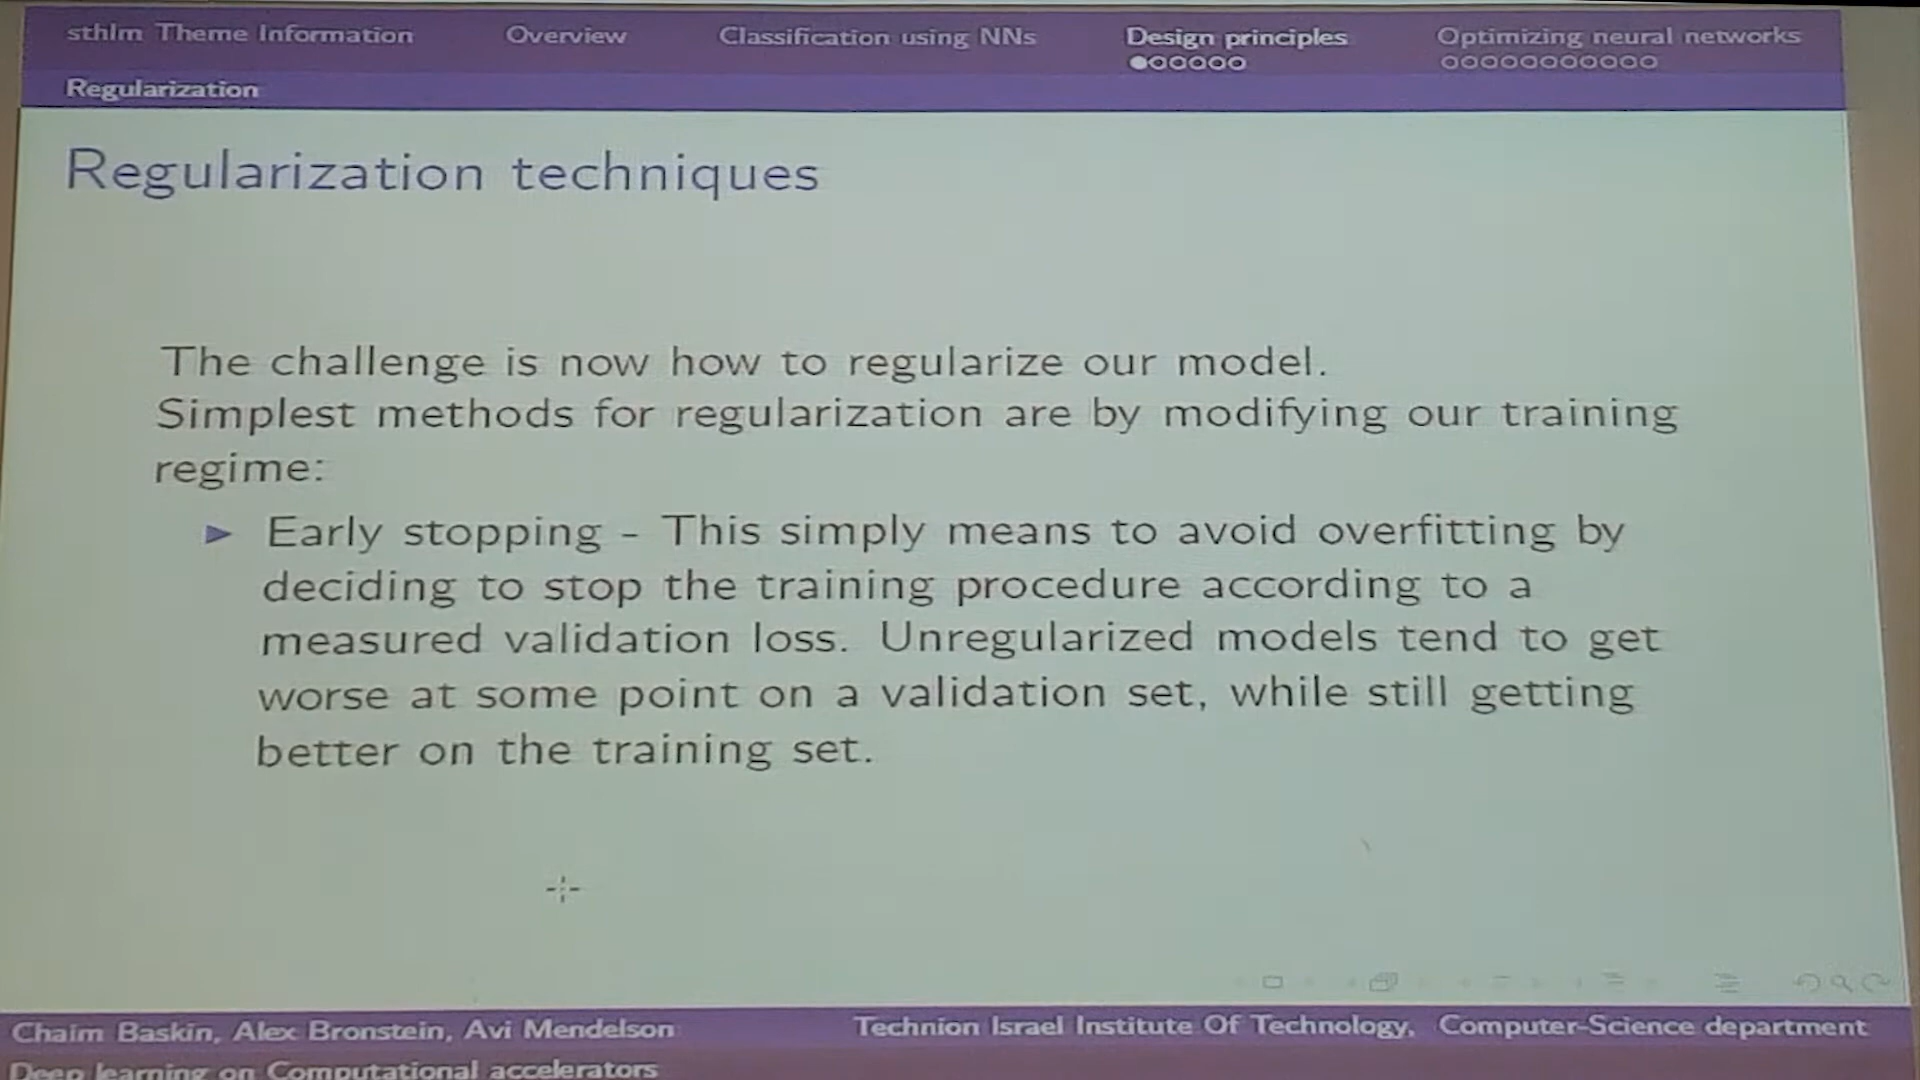 sthlm Theme Information Overview Classification using NNs Design principles Optimizing neural networks
Regularization
Regularization techniques
The challenge is now how to regularize our model.
Simplest methods for regularization are by modifying our training
regime:
Early stopping - This simply means to avoid overfitting by
deciding to stop the training procedure according to a
measured validation loss. Unregularized models tend to get
worse at some point on a validation set, while still getting
better on the training set.
Chaim Baskin, Alex Bronstein, Avi Mendelson Technion Israel Institute Of Technology, Computer-Science department
Deep learning on Computational accelerators